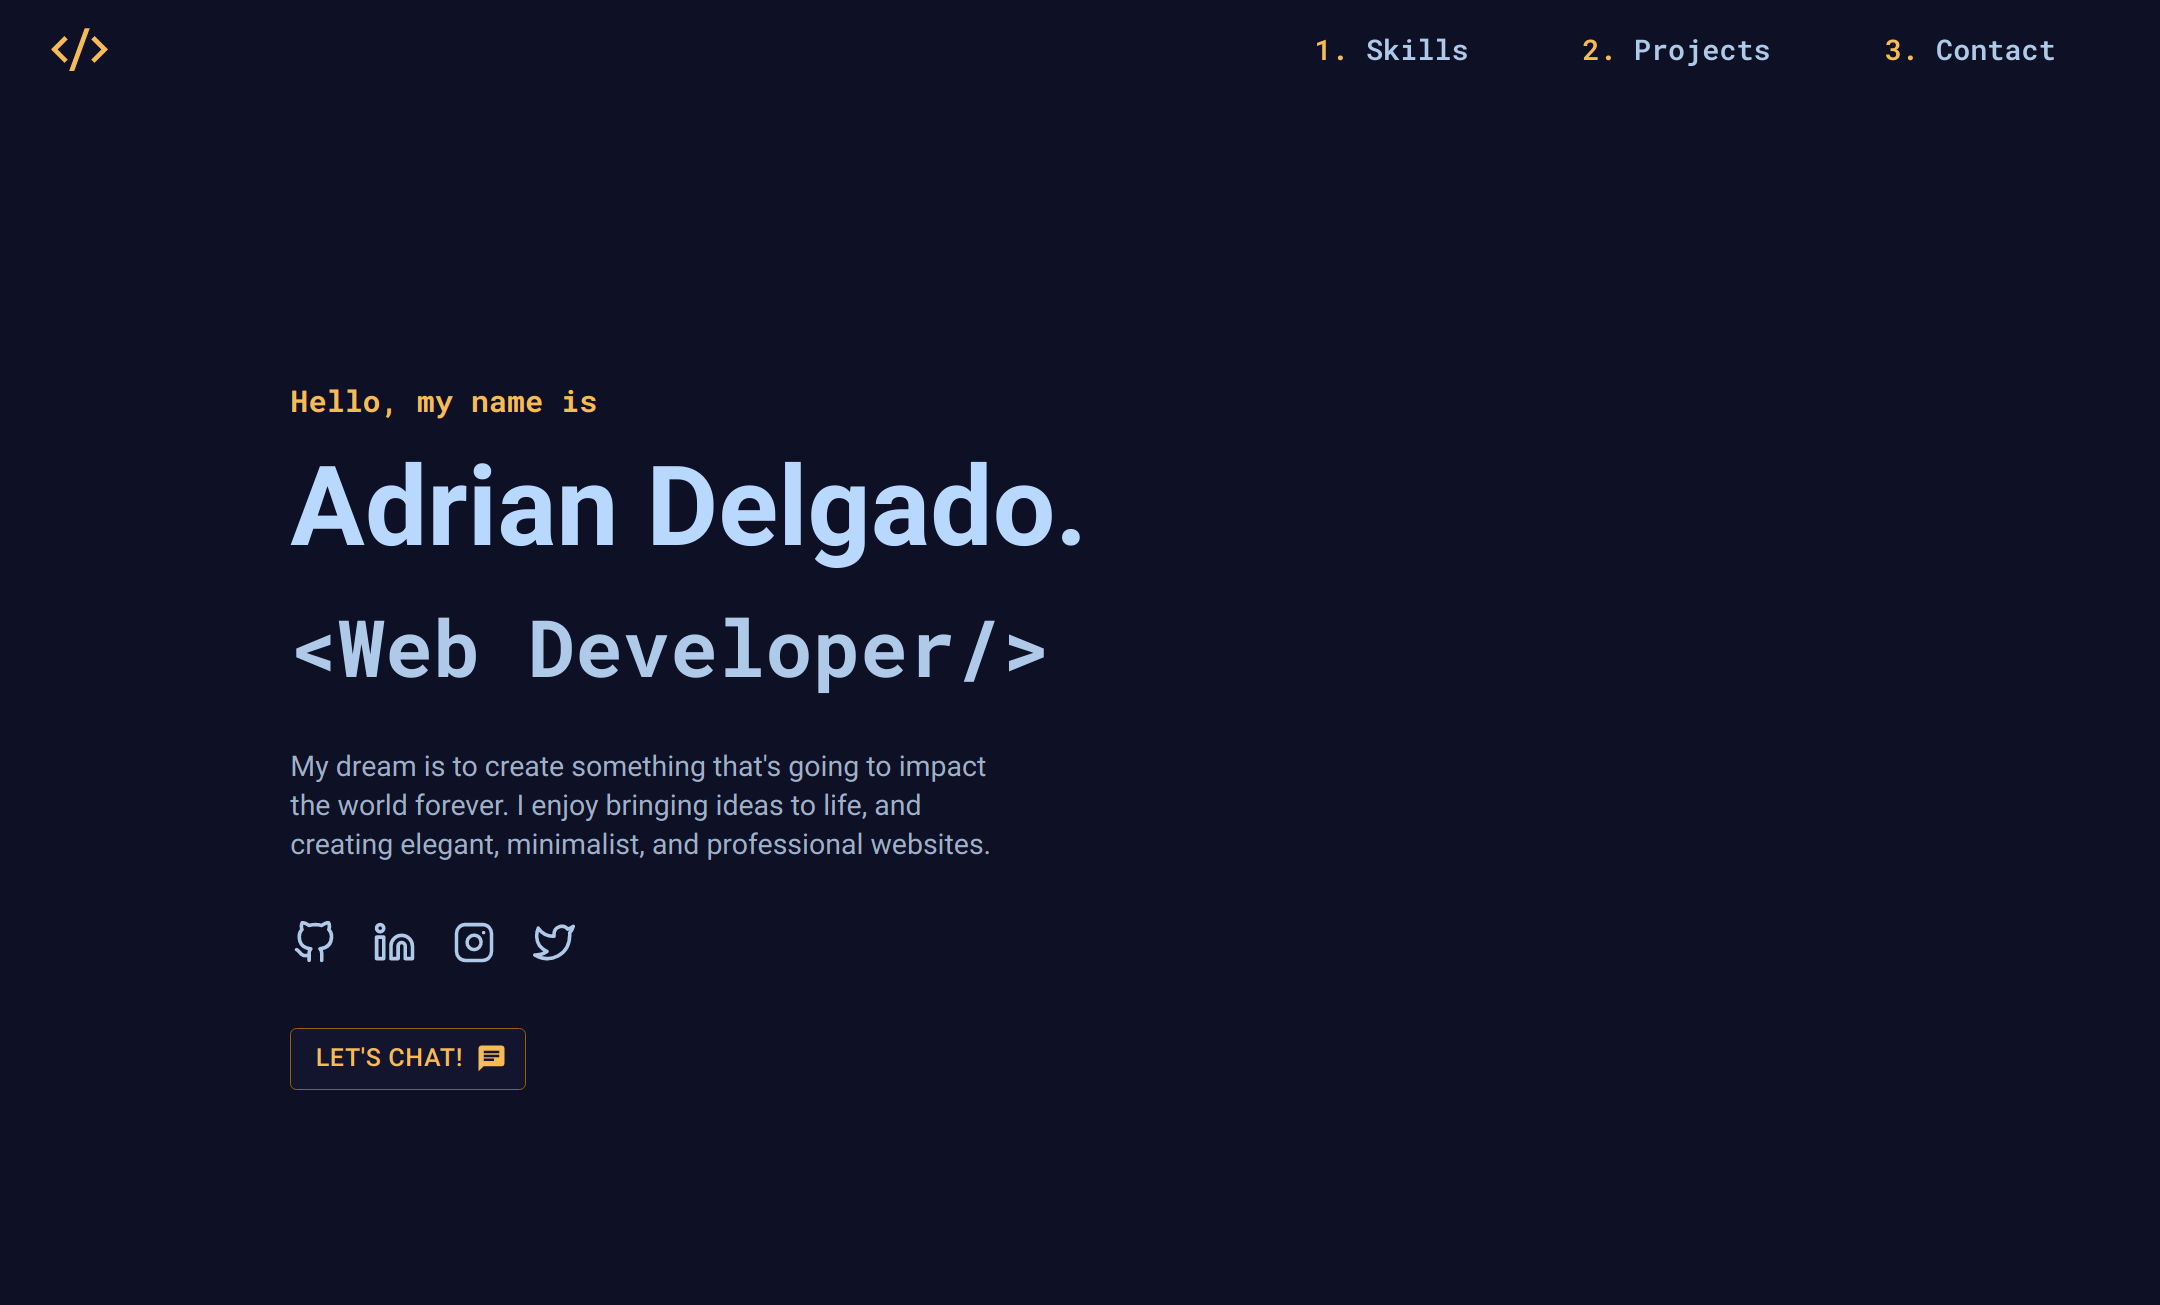 </>
1. Skills 2. Projects 3. Contact
Hello, my name is
Adrian Delgado.
<Web Developer/>
My dream is to create something that's going to impact
the world forever. I enjoy bringing ideas to life, and
creating elegant, minimalist, and professional websites.
in
LET'S CHAT!